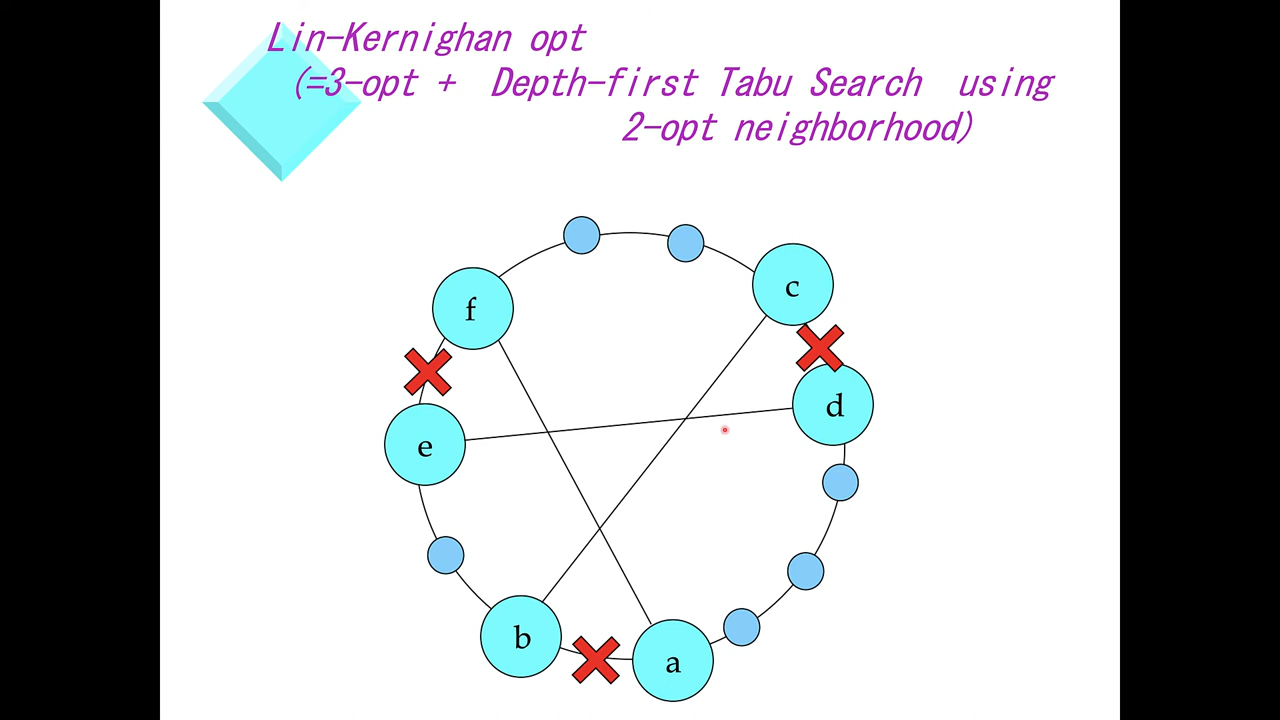 Lin-Kernighan opt
(=3-opt + Depth-first Tabu Search using
2-opt neighborhood)
c
f
d
e
b
a